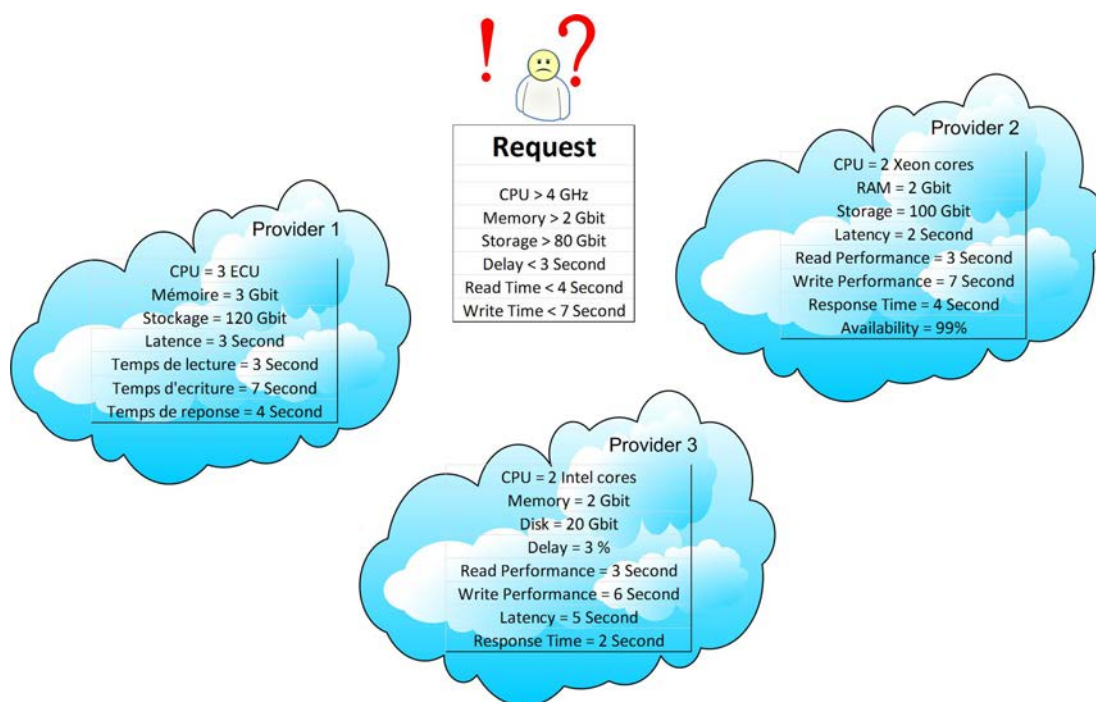 ! ?
Request
CPU > 4 GHz
Memory > 2 Gbit
Storage > 80 Gbit
Delay < 3 Second
Read Time < 4 Second
Write Time < 7 Second
Provider 1
CPU = 3 ECU
Mémoire = 3 Gbit
Stockage = 120 Gbit
Latence = 3 Second
Temps de lecture = 3 Second
Temps d'ecriture = 7 Second
Temps de reponse = 4 Second
Provider 2
CPU = 2 Xeon cores
RAM = 2 Gbit
Storage = 100 Gbit
Latency = 2 Second
Read Performance = 3 Second
Write Performance = 7 Second
Response Time = 4 Second
Availability = 99%
Provider 3
CPU = 2 Intel cores
Memory = 2 Gbit
Disk = 20 Gbit
Delay = 3 %
Read Performance = 3 Second
Write Performance = 6 Second
Latency = 5 Second
Response Time = 2 Second